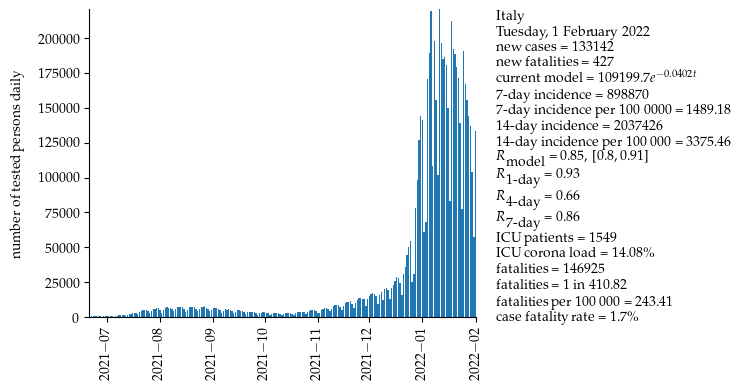 number of tested persons daily
200000
175000
150000
125000
100000
75000
50000
25000
0
2021−07
2021−08
2021−09
2021−10
2021−11
2021−12
2022−01
2022−02
Italy
Tuesday, 1 February 2022
new cases = 133142
new fatalities = 427
current model = 109199.7e^{−0.0402t}
7-day incidence = 898870
7-day incidence per 100 0000 = 1489.18
14-day incidence = 2037426
14-day incidence per 100 000 = 3375.46
R_model = 0.85, [0.8, 0.91]
R_1-day = 0.93
R_4-day = 0.66
R_7-day = 0.86
ICU patients = 1549
ICU corona load = 14.08%
fatalities = 146925
fatalities = 1 in 410.82
fatalities per 100 000 = 243.41
case fatality rate = 1.7%